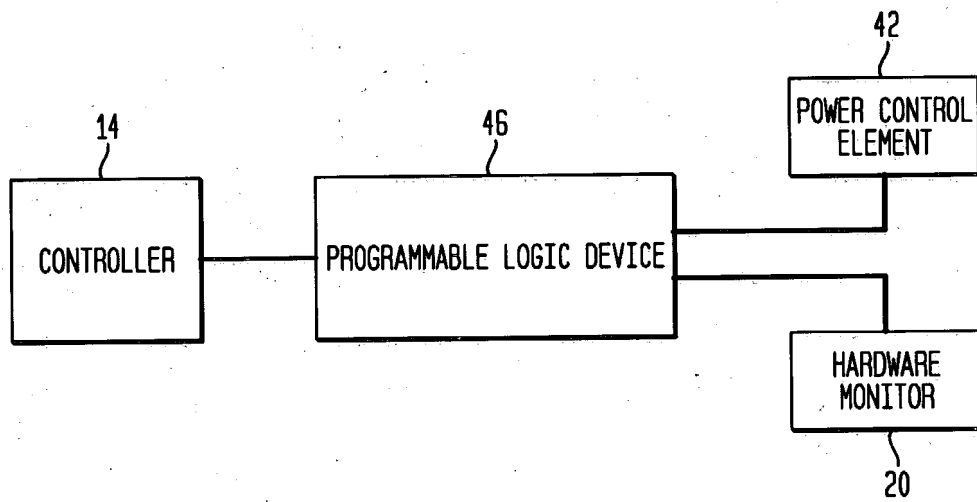 42
POWER CONTROL
ELEMENT
14
46
CONTROLLER
PROGRAMMABLE LOGIC DEVICE
HARDWARE
MONITOR
20